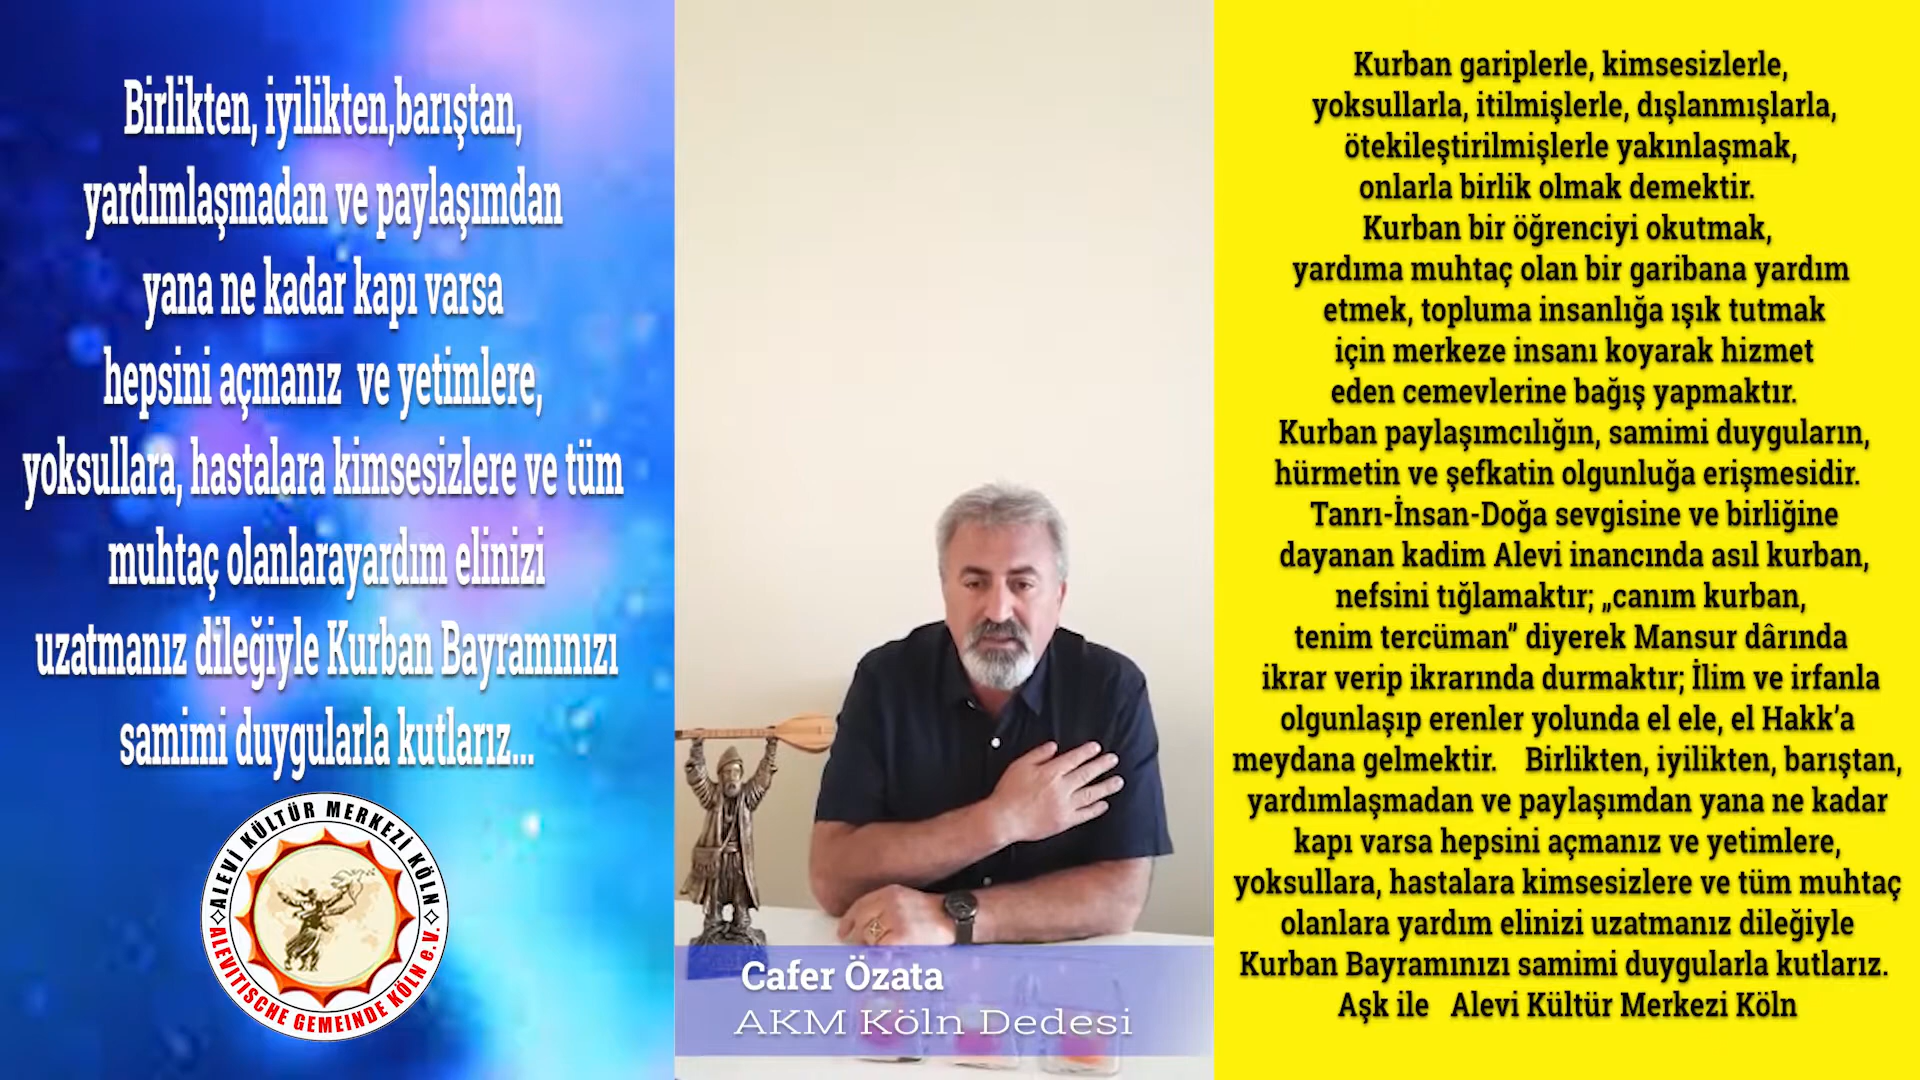 Birlikten, iyilikten,barıştan,
yardımlaşmadan ve paylaşımdan
yana ne kadar kapı varsa
hepsini açmanız ve yetimlere,
yoksullara, hastalara kimsesizlere ve tüm
muhtaç olanlarayardım elinizi
uzatmanız dileğiyle Kurban Bayramınızı
samimi duygularla kutlarız...
ALEVİ KÜLTÜR MERKEZİ KÖLN
ALEVITISCHE GEMEINDE KÖLN e.V.
Cafer Özata
AKM Köln Dedesi
Kurban gariplerle, kimsesizlerle,
yoksullarla, itilmişlerle, dışlanmışlarla,
ötekileştirilmişlerle yakınlaşmak,
onlarla birlik olmak demektir.
Kurban bir öğrenciyi okutmak,
yardıma muhtaç olan bir garibana yardım
etmek, topluma insanlığa ışık tutmak
için merkeze insanı koyarak hizmet
eden cemevlerine bağış yapmaktır.
Kurban paylaşımcılığın, samimi duyguların,
hürmetin ve şefkatin olgunluğa erişmesidir.
Tanrı-İnsan-Doğa sevgisine ve birliğine
dayanan kadim Alevi inancında asıl kurban,
nefsini tığlamaktır; „canım kurban,
tenim tercüman” diyerek Mansur dârında
ikrar verip ikrarında durmaktır; İlim ve irfanla
olgunlaşıp erenler yolunda el ele, el Hakk’a
meydana gelmektir. Birlikten, iyilikten, barıştan,
yardımlaşmadan ve paylaşımdan yana ne kadar
kapı varsa hepsini açmanız ve yetimlere,
yoksullara, hastalara kimsesizlere ve tüm muhtaç
olanlara yardım elinizi uzatmanız dileğiyle
Kurban Bayramınızı samimi duygularla kutlarız.
Aşk ile Alevi Kültür Merkezi Köln